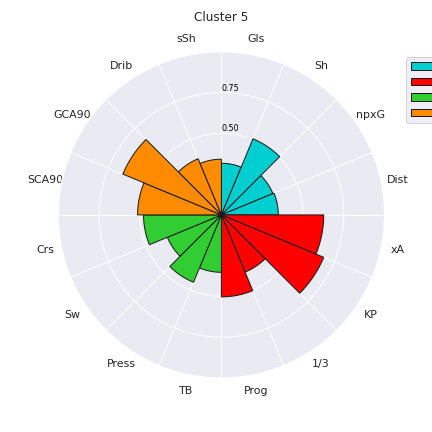 Cluster 5
sSh
Gls
Drib
Sh
0.75
GCA90
npxG
0.50
SCA90
Dist
Crs
xA
Sw
KP
Press
1/3
TB
Prog